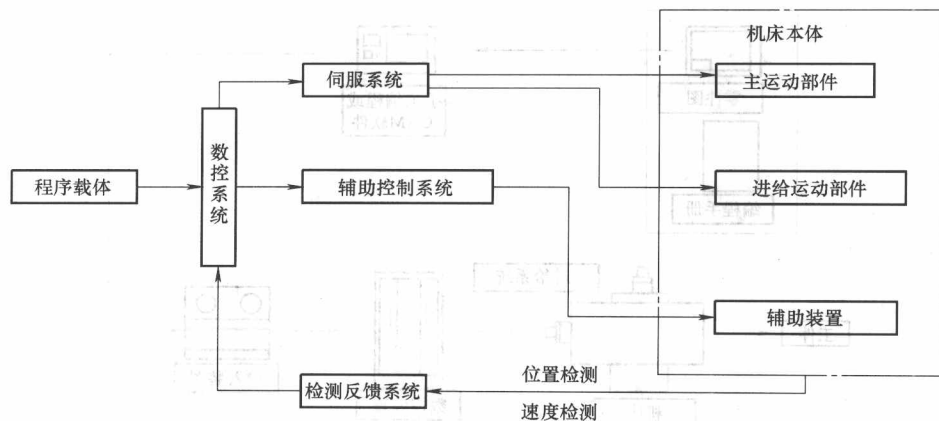 机床本体
伺服系统
主运动部件
数控系统
程序载体
辅助控制系统
进给运动部件
辅助装置
位置检测
检测反馈系统
速度检测